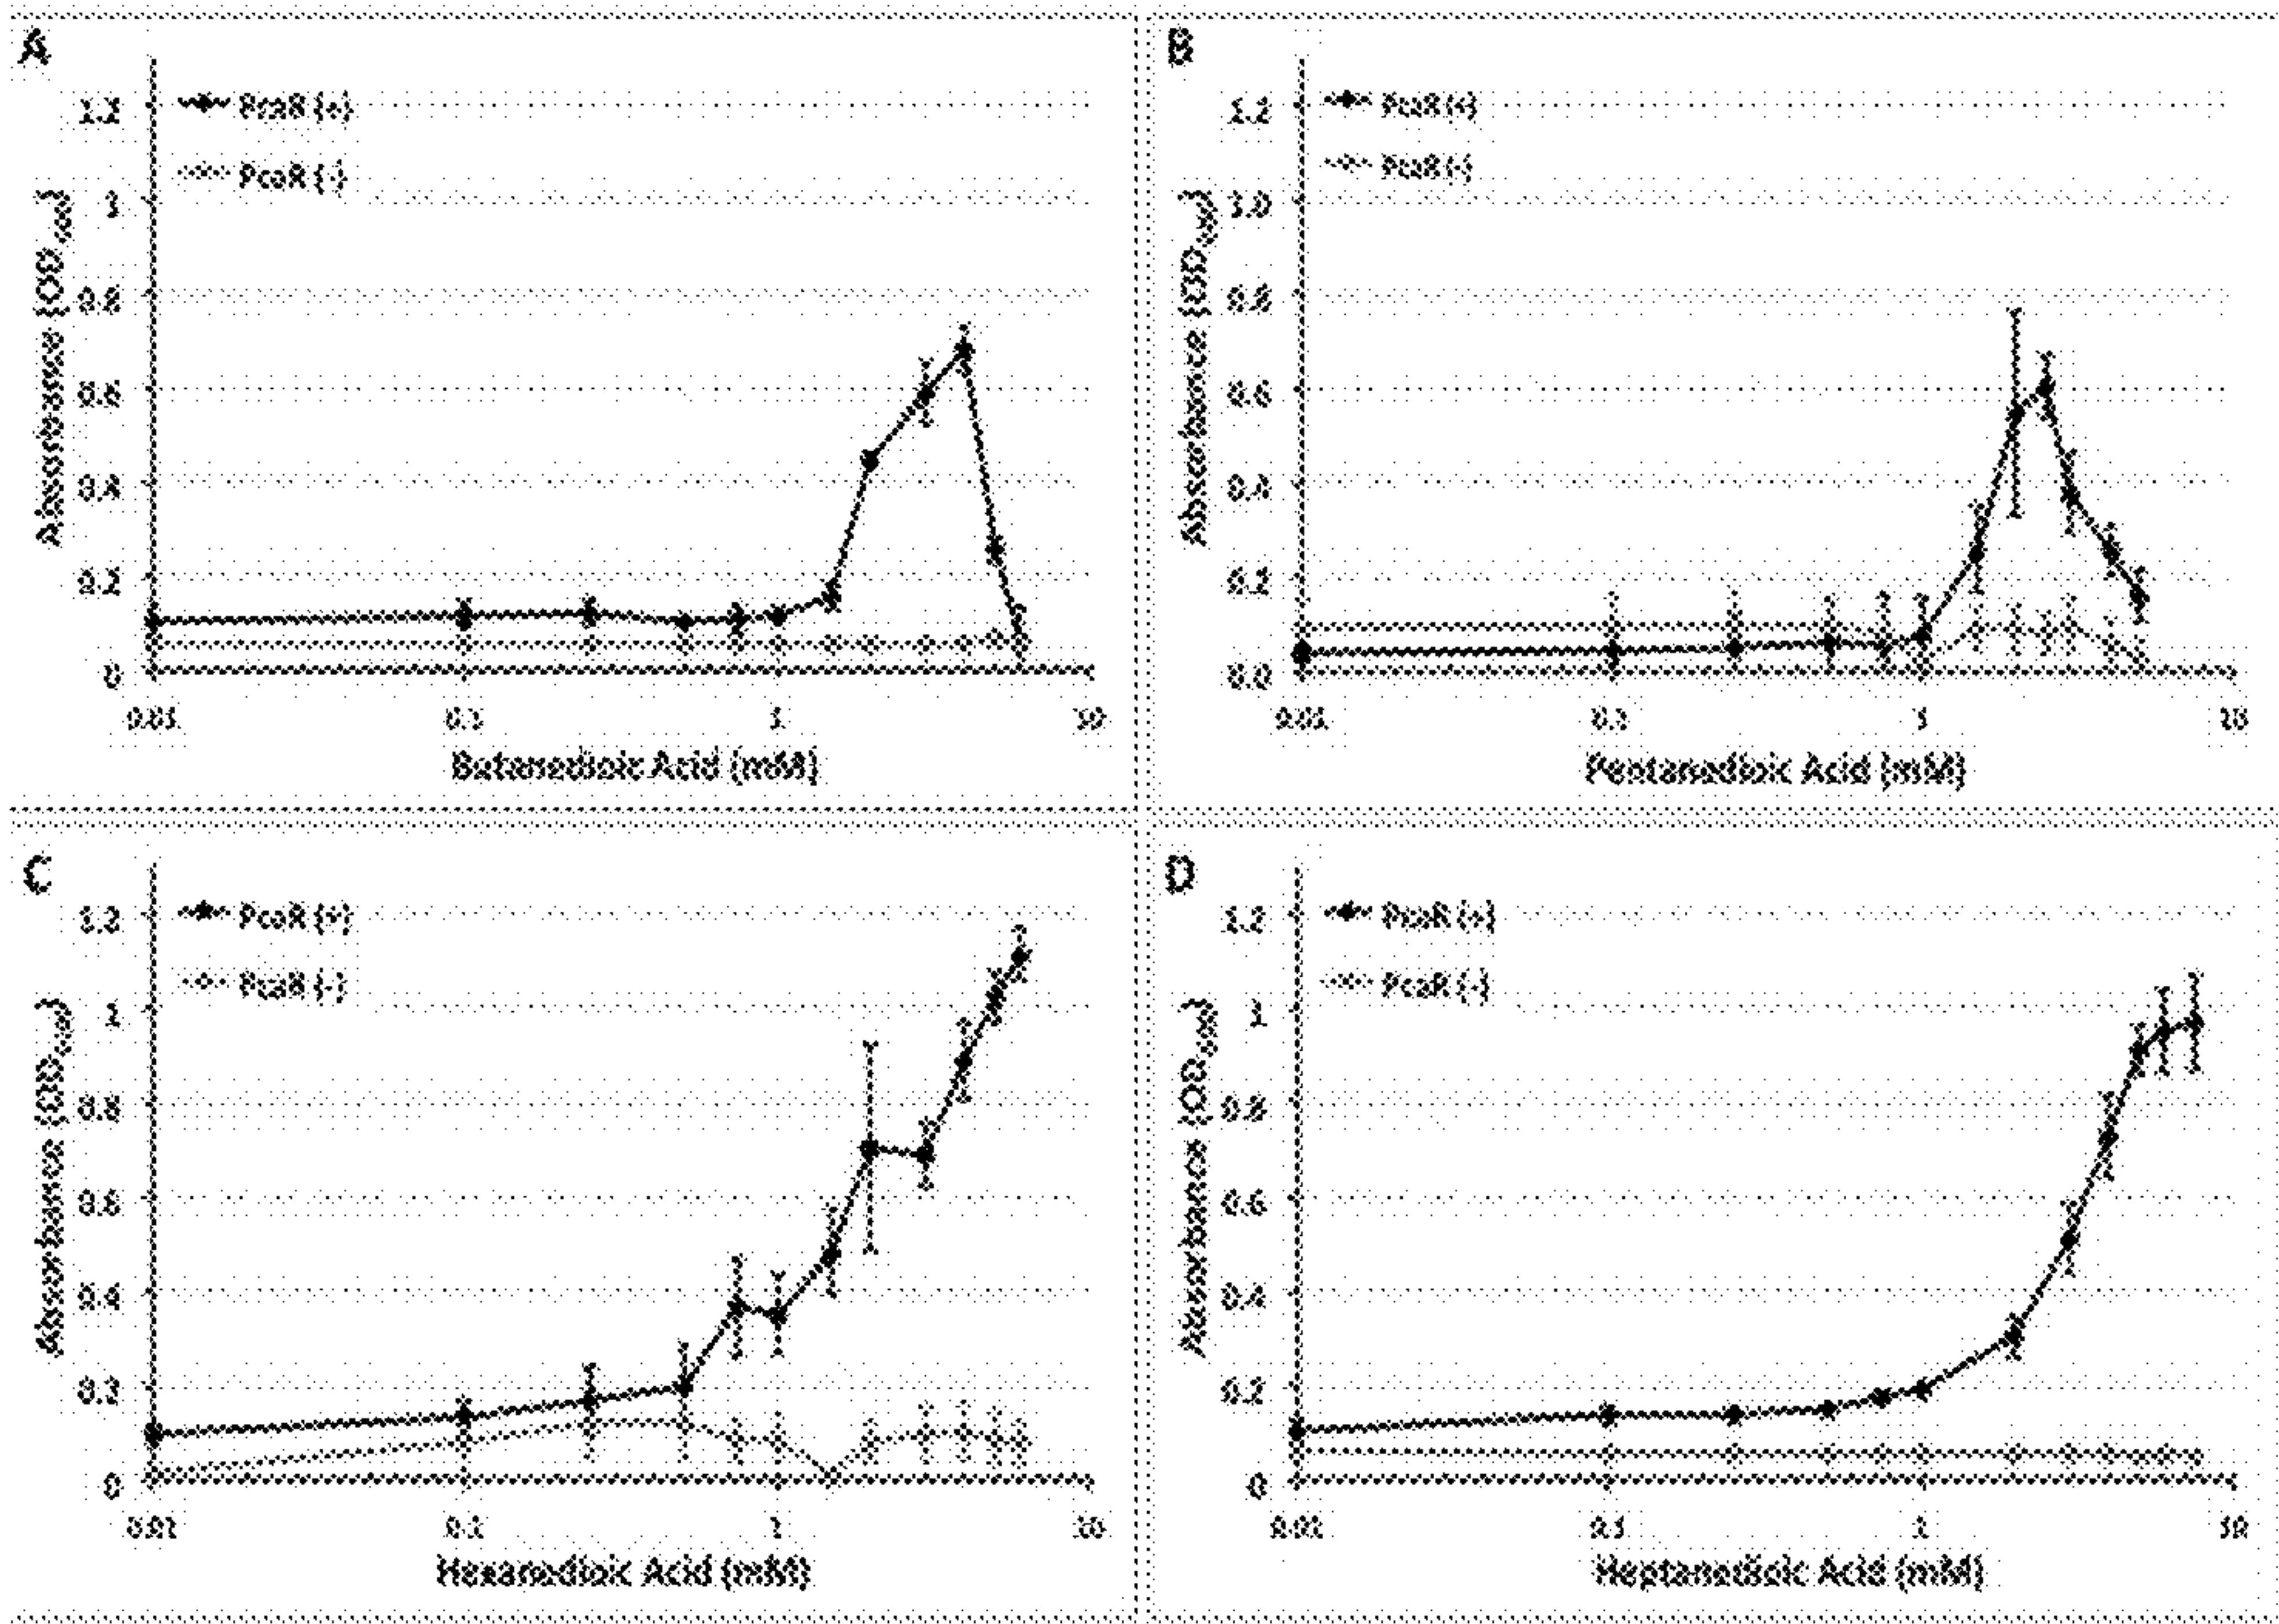 A
PcaR (+)
PcaR (-)
1.2
1
0.8
0.6
0.4
0.2
0
0.01
0.1
1
10
Absorbance (OD
Butanedioic Acid (mM)
B
PcaR (+)
PcaR (-)
1.2
1.0
0.8
0.6
0.4
0.2
0.0
0.01
0.1
1
10
Absorbance (OD
Pentanedioic Acid (mM)
C
PcaR (+)
PcaR (-)
1.2
1
0.8
0.6
0.4
0.2
0
0.01
0.1
1
10
Absorbance (OD
Hexanedioic Acid (mM)
D
PcaR (+)
PcaR (-)
1.2
1
0.8
0.6
0.4
0.2
0
0.01
0.1
1
10
Absorbance (OD
Heptanedioic Acid (mM)